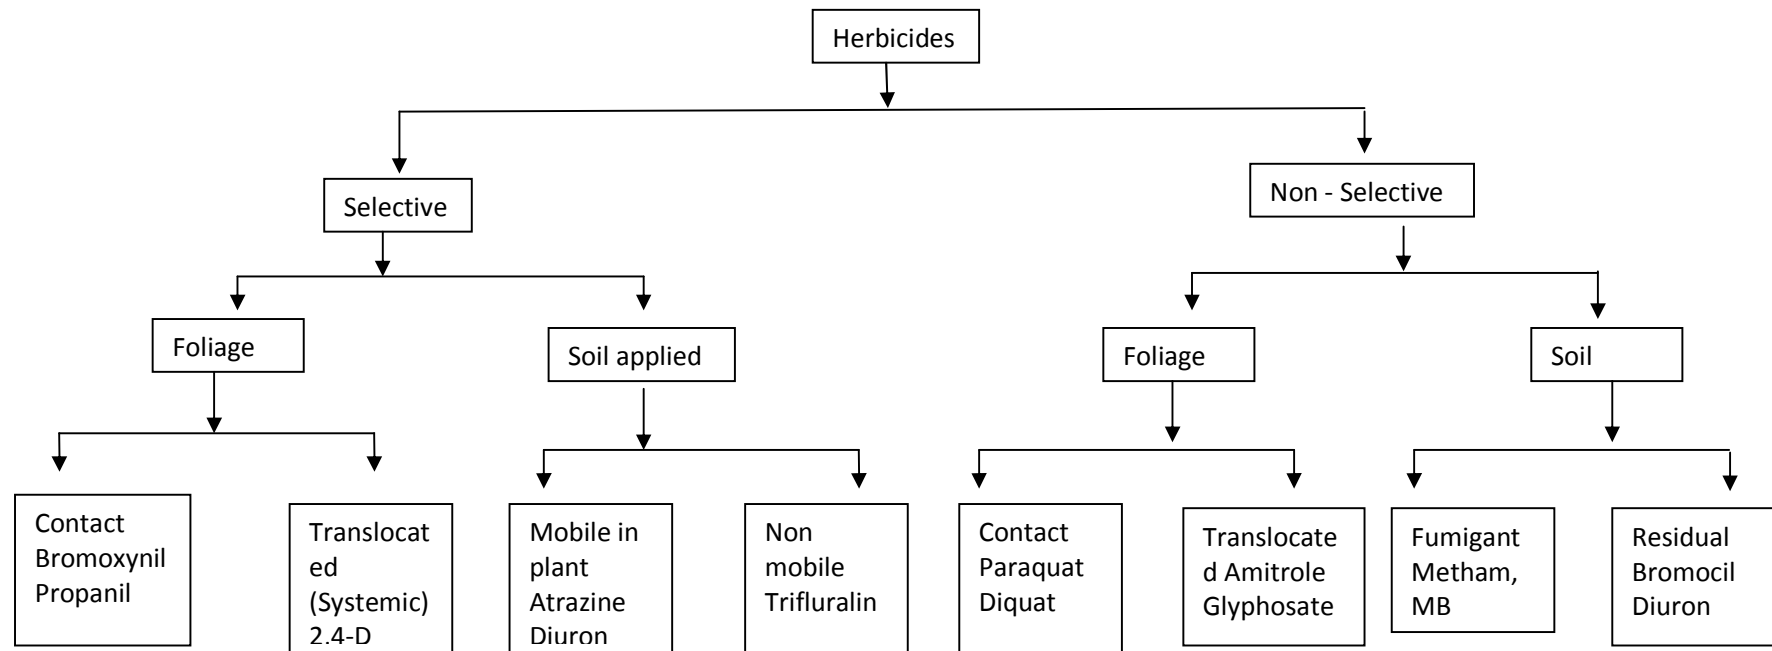 Herbicides
Selective
Non - Selective
Foliage
Soil applied
Foliage
Soil
Contact
Bromoxynil
Propanil
Translocat
ed
(Systemic)
2.4-D
Mobile in
plant
Atrazine
Diuron
Non
mobile
Trifluralin
Contact
Paraquat
Diquat
Translocate
d Amitrole
Glyphosate
Fumigant
Metham,
MB
Residual
Bromocil
Diuron